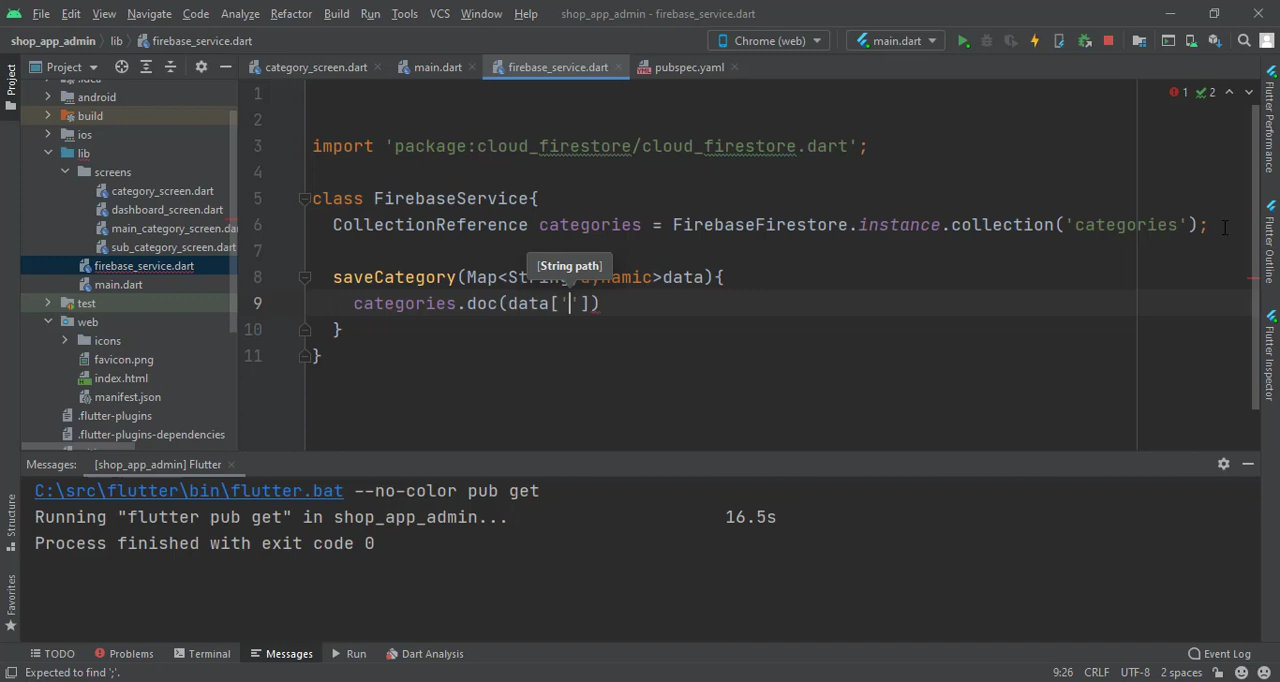 File Edit View Navigate Code Analyze Refactor Build Run Tools VCS Window Help shop_app_admin - firebase_service.dart
shop_app_admin lib firebase_service.dart Chrome (web) main.dart
Project category_screen.dart main.dart firebase_service.dart pubspec.yaml
Project
android
build
ios
lib
screens
category_screen.dart
dashboard_screen.dart
main_category_screen.da
sub_category_screen.dart
firebase_service.dart
main.dart
test
web
icons
favicon.png
index.html
manifest.json
.flutter-plugins
.flutter-plugins-dependencies
1 2
1
2
3 import 'package:cloud_firestore/cloud_firestore.dart';
4
5 class FirebaseService{
6 CollectionReference categories = FirebaseFirestore.instance.collection('categories');
7
[String path]
8 saveCategory(Map<String dynamic>data){
9 categories.doc(data[''])
10 }
11 }
Flutter Performance
Flutter Outline
Flutter Inspector
Messages: [shop_app_admin] Flutter
C:\src\flutter\bin\flutter.bat --no-color pub get
Running "flutter pub get" in shop_app_admin... 16.5s
Process finished with exit code 0
Structure
Favorites
TODO Problems Terminal Messages Run Dart Analysis Event Log
Expected to find ';'. 9:26 CRLF UTF-8 2 spaces